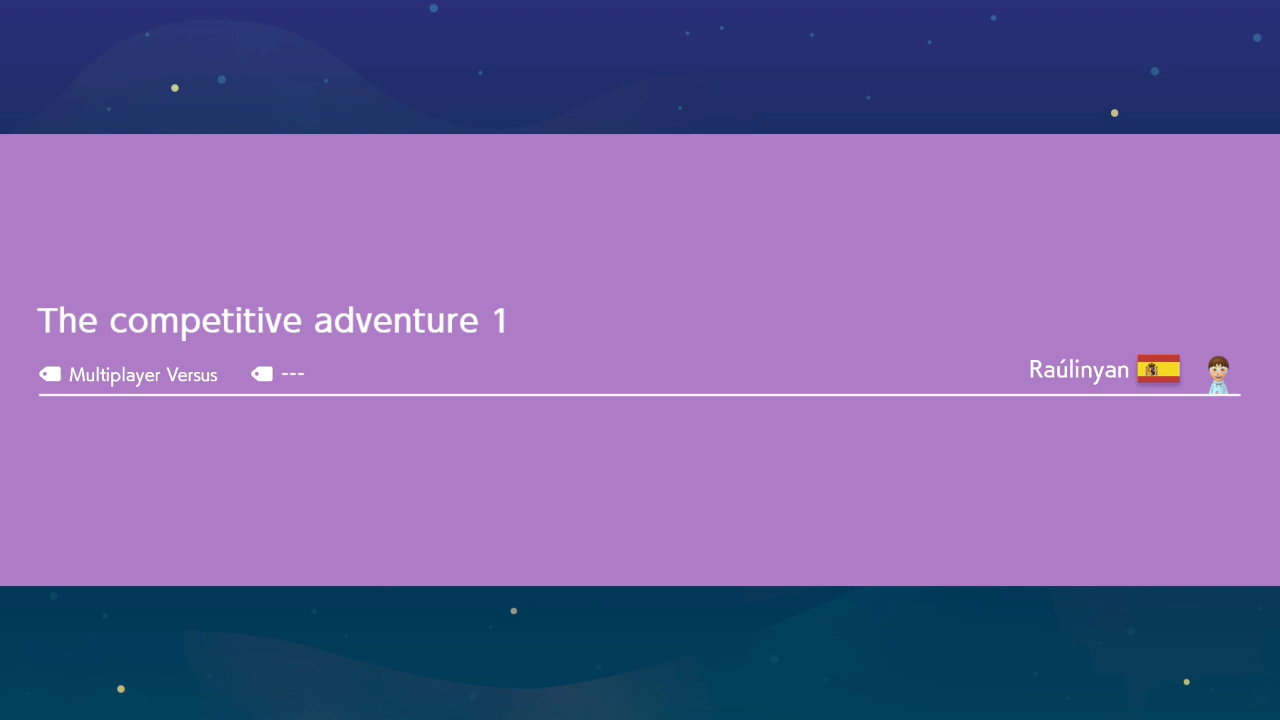 The competitive adventure 1
Multiplayer Versus ---
Raúlinyan